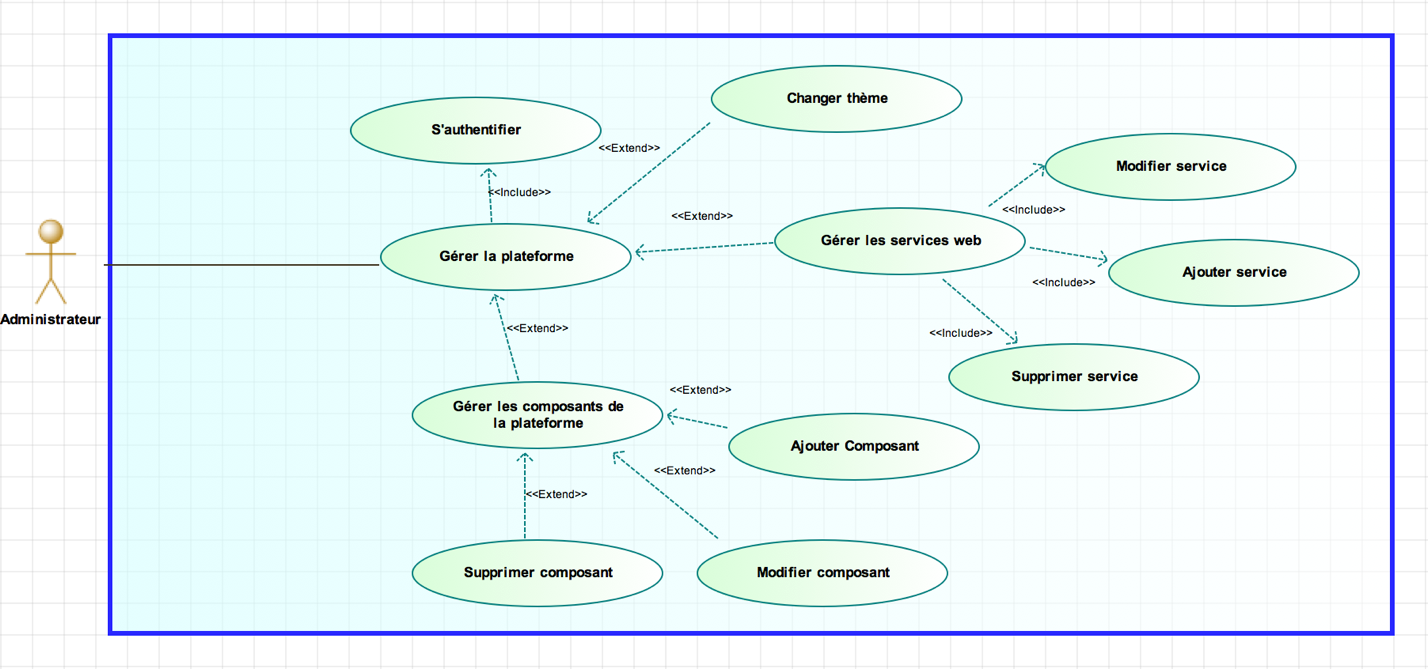 Changer thème
S'authentifier
<<Extend>>
Modifier service
<<Include>>
<<Include>>
<<Extend>>
Gérer les services web
Gérer la plateforme
Ajouter service
<<Include>>
Administrateur
<<Extend>>
<<Include>>
Supprimer service
<<Extend>>
Gérer les composants de
la plateforme
Ajouter Composant
<<Extend>>
<<Extend>>
Supprimer composant
Modifier composant